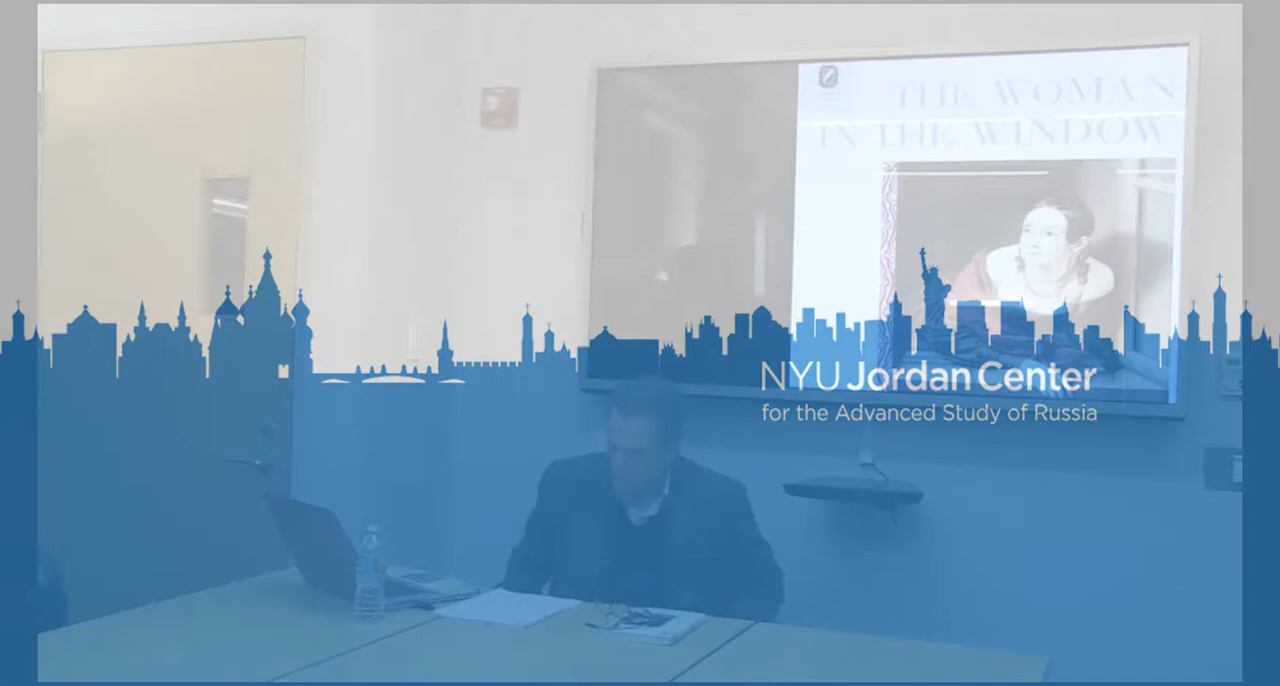 THE WOMAN
IN THE WINDOW
NYU Jordan Center
for the Advanced Study of Russia